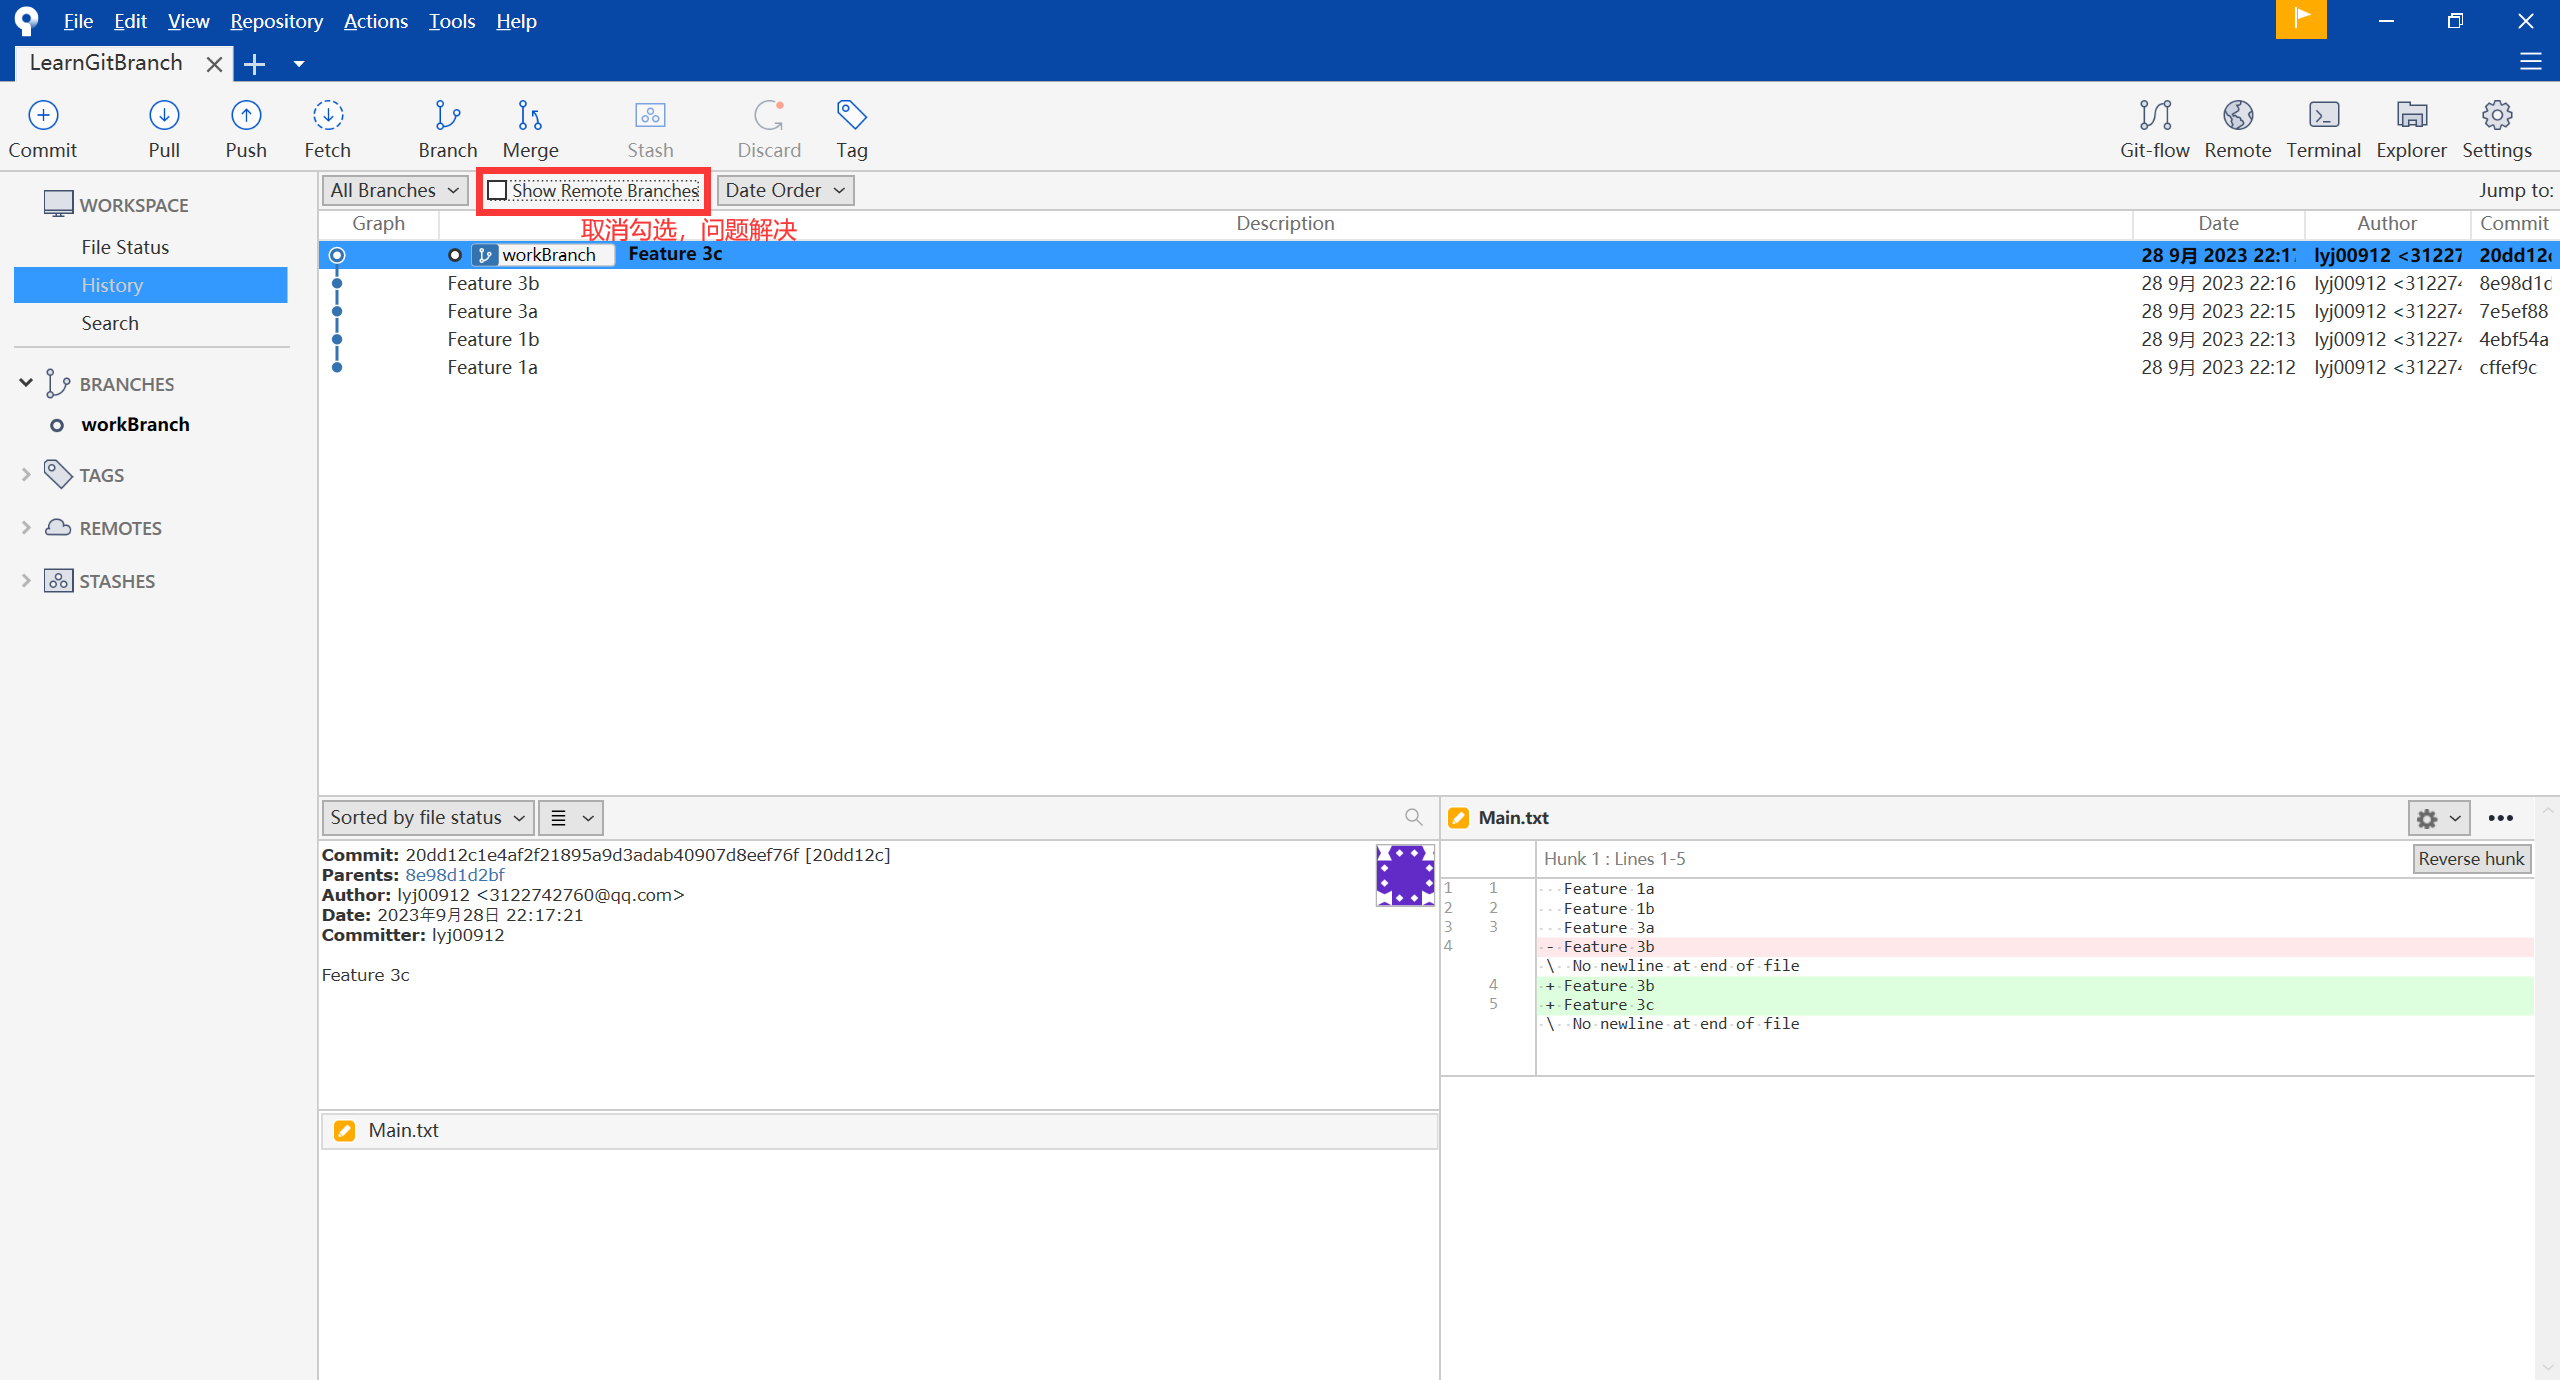 File Edit View Repository Actions Tools Help
LearnGitBranch
Commit Pull Push Fetch Branch Merge Stash Discard Tag Git-flow Remote Terminal Explorer Settings
All Branches Show Remote Branches Date Order Jump to:
WORKSPACE
File Status
History
Search
BRANCHES
workBranch
TAGS
REMOTES
STASHES
Graph Description Date Author Commit
取消勾选，问题解决
workBranch Feature 3c 28 9月 2023 22:17 lyj00912 <31227 20dd12c
Feature 3b 28 9月 2023 22:16 lyj00912 <312274 8e98d1d
Feature 3a 28 9月 2023 22:15 lyj00912 <312274 7e5ef88
Feature 1b 28 9月 2023 22:13 lyj00912 <312274 4ebf54a
Feature 1a 28 9月 2023 22:12 lyj00912 <312274 cffef9c
Sorted by file status
Commit: 20dd12c1e4af2f21895a9d3adab40907d8eef76f [20dd12c]
Parents: 8e98d1d2bf
Author: lyj00912 <3122742760@qq.com>
Date: 2023年9月28日 22:17:21
Committer: lyj00912
Feature 3c
Main.txt
Main.txt
Hunk 1 : Lines 1-5 Reverse hunk
1 1 Feature 1a
2 2 Feature 1b
3 3 Feature 3a
4 - Feature 3b
\ No newline at end of file
4 + Feature 3b
5 + Feature 3c
\ No newline at end of file